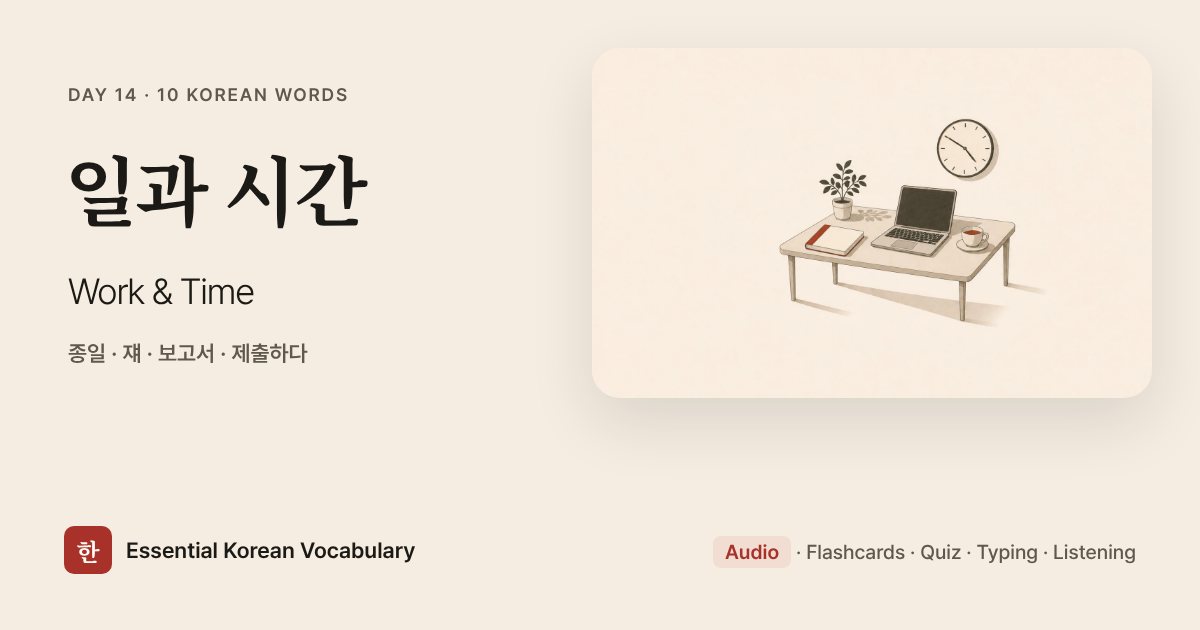 DAY 14 · 10 KOREAN WORDS
일과 시간
Work & Time
종일 · 쟤 · 보고서 · 제출하다
한 Essential Korean Vocabulary
Audio · Flashcards · Quiz · Typing · Listening